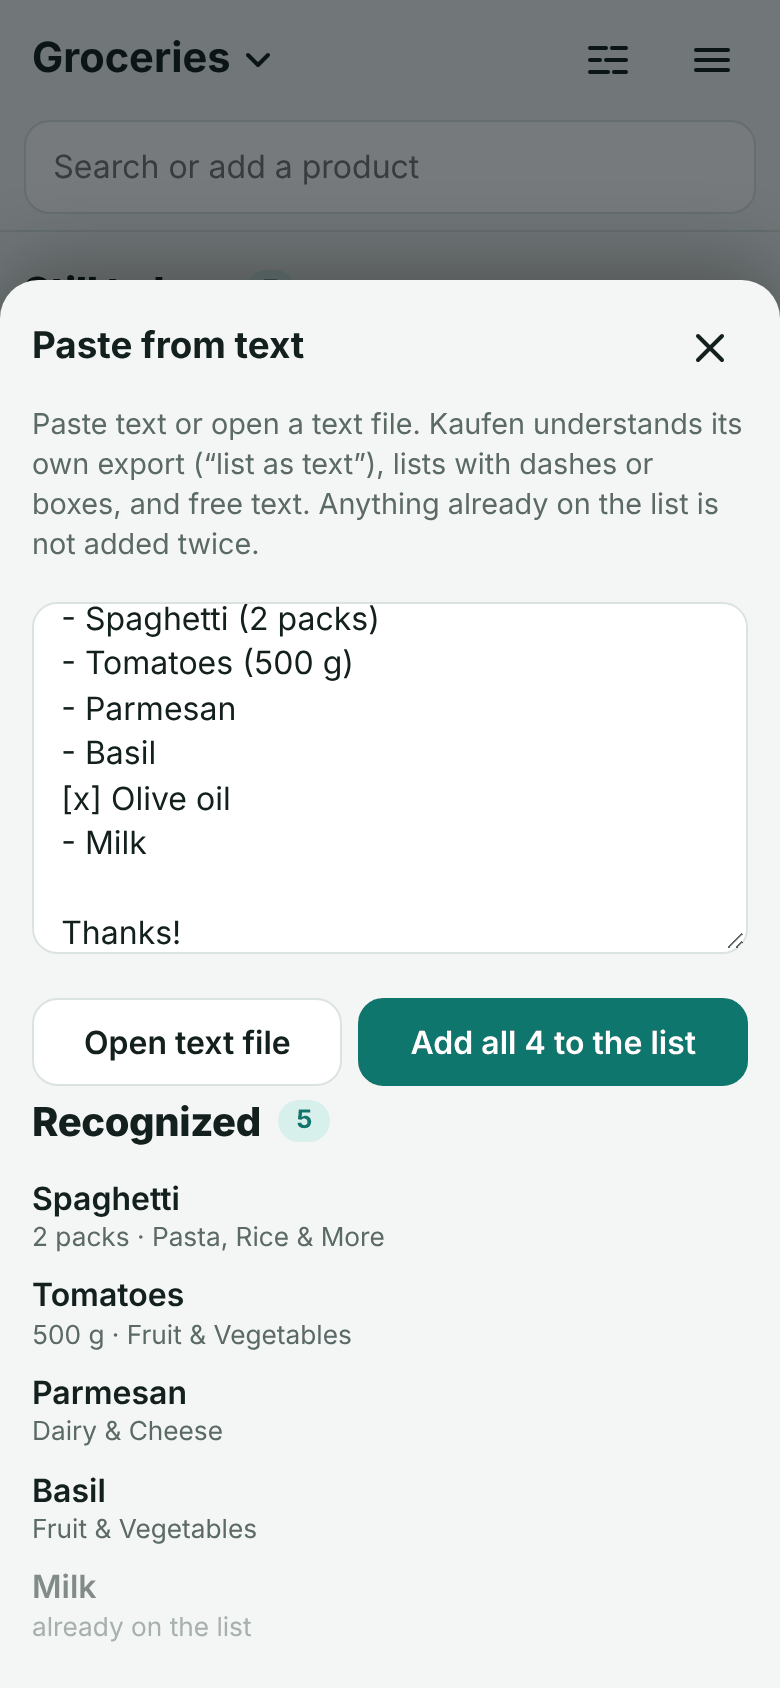 Groceries
Search or add a product
Paste from text
Paste text or open a text file. Kaufen understands its
own export (“list as text”), lists with dashes or
boxes, and free text. Anything already on the list is
not added twice.
- Spaghetti (2 packs)
- Tomatoes (500 g)
- Parmesan
- Basil
[x] Olive oil
- Milk
Thanks!
Open text file
Add all 4 to the list
Recognized 5
Spaghetti
2 packs · Pasta, Rice & More
Tomatoes
500 g · Fruit & Vegetables
Parmesan
Dairy & Cheese
Basil
Fruit & Vegetables
Milk
already on the list